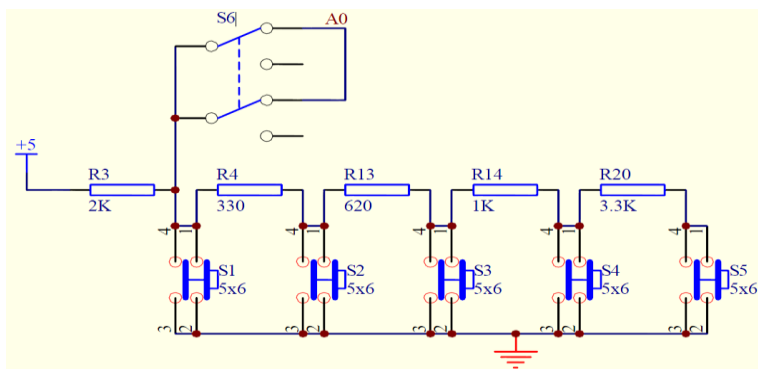 S6 A0
+5
R3 R4 R13 R14 R20
2K 330 620 1K 3.3K
4 1 4 1 4 1 4 1 4 1
S1 S2 S3 S4 S5
5x6 5x6 5x6 5x6 5x6
3 2 3 2 3 2 3 2 3 2